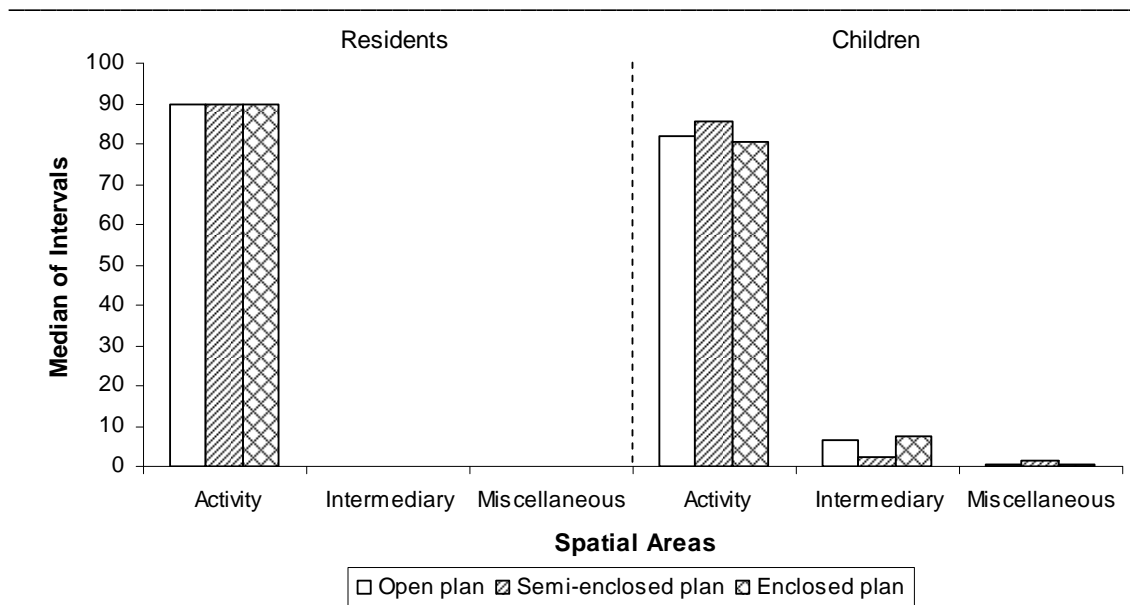 Residents Children
100
90
80
70
60
50
40
30
20
10
0
Median of Intervals
Activity Intermediary Miscellaneous Activity Intermediary Miscellaneous
Spatial Areas
Open plan Semi-enclosed plan Enclosed plan